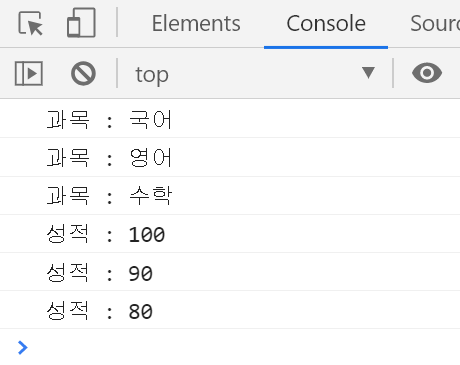 Elements Console
top
과목 : 국어
과목 : 영어
과목 : 수학
성적 : 100
성적 : 90
성적 : 80